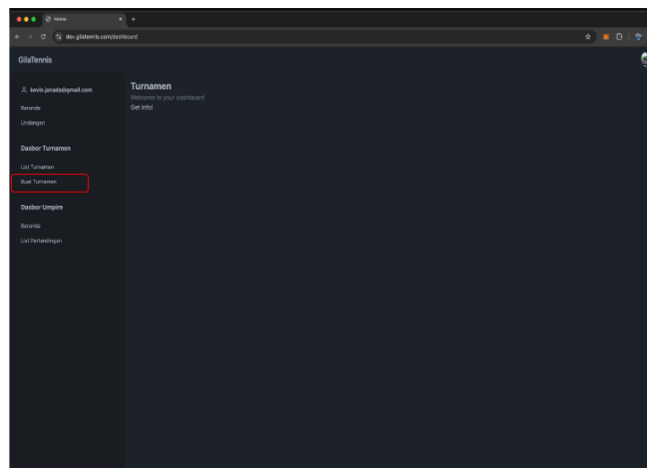 Home
dev.gilatennis.com/dashboard
GilaTennis
kevin.janada@gmail.com
Beranda
Undangan
Dasbor Turnamen
List Turnamen
Buat Turnamen
Dasbor Umpire
Beranda
List Pertandingan
Turnamen
Welcome to your dashboard
Get Info!